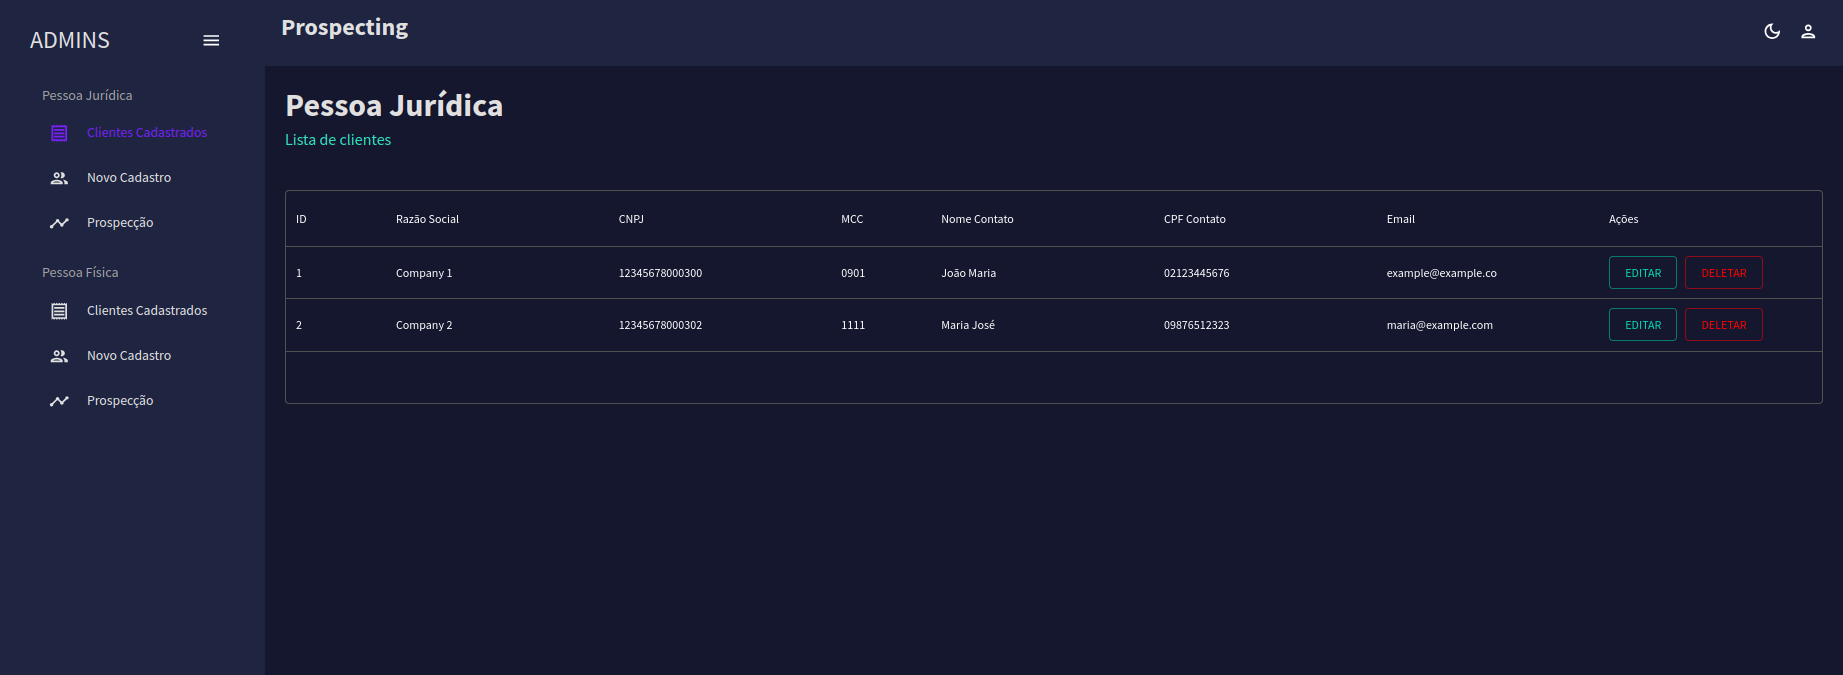 ADMINS
Prospecting
Pessoa Jurídica
Clientes Cadastrados
Novo Cadastro
Prospecção
Pessoa Física
Clientes Cadastrados
Novo Cadastro
Prospecção
Pessoa Jurídica
Lista de clientes
ID Razão Social CNPJ MCC Nome Contato CPF Contato Email Ações
1 Company 1 12345678000300 0901 João Maria 02123445676 example@example.co EDITAR DELETAR
2 Company 2 12345678000302 1111 Maria José 09876512323 maria@example.com EDITAR DELETAR